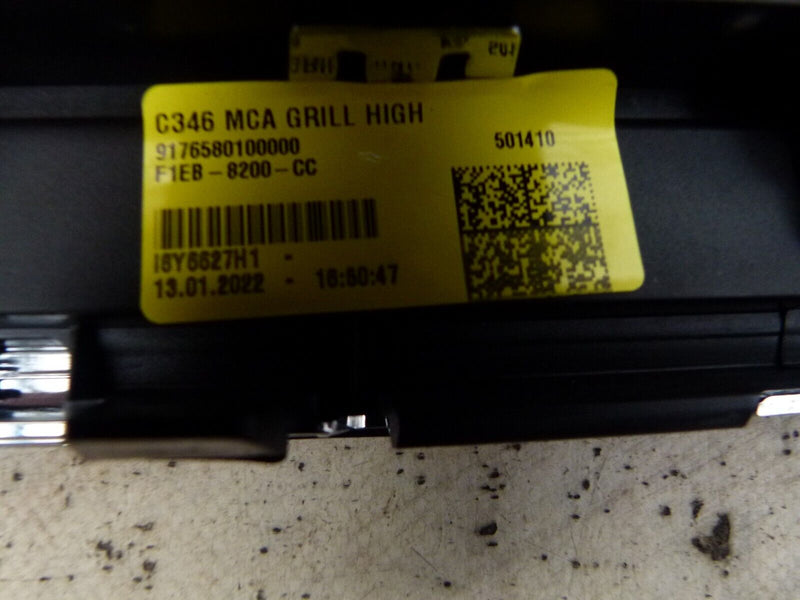 C346 MCA GRILL HIGH
9176580100000
501410
F1EB-8200-CC
I6Y6627H1 -
13.01.2022 - 16:50:47